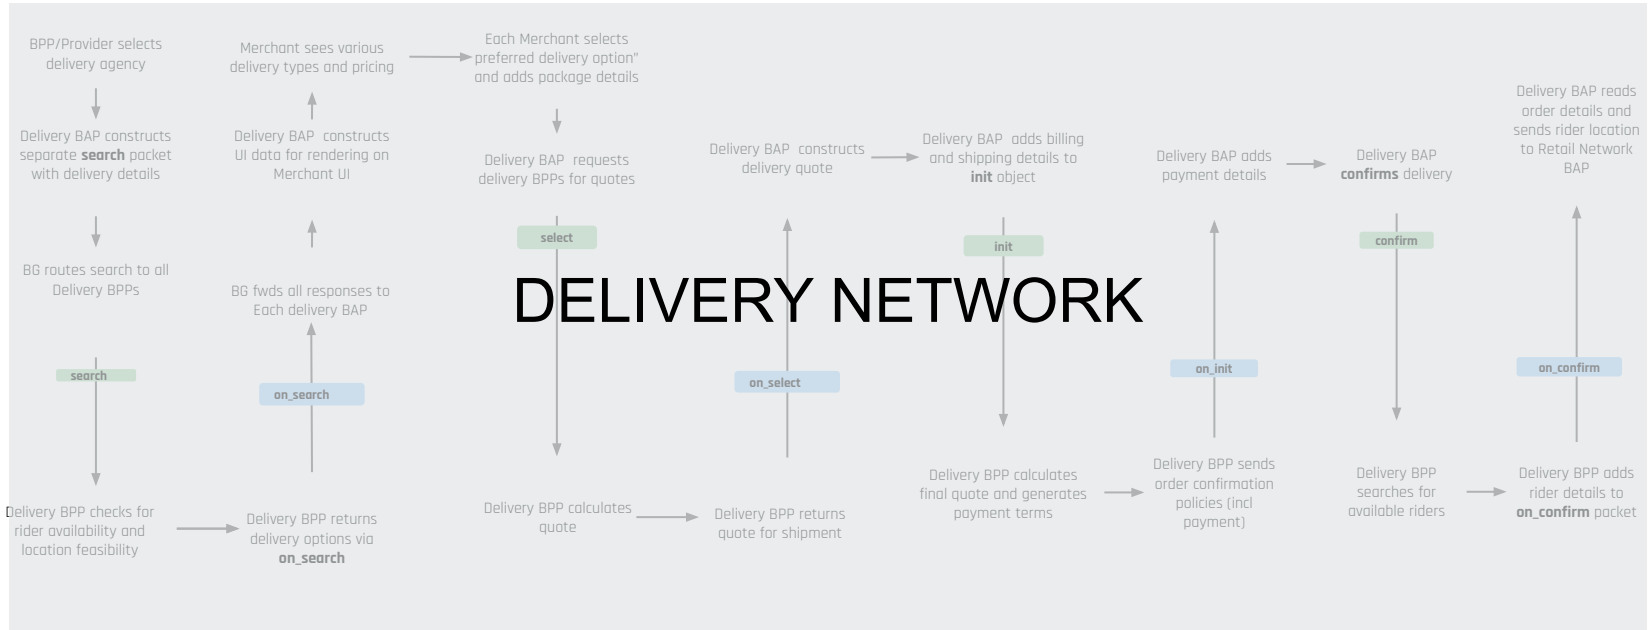 BPP/Provider selects
delivery agency
Delivery BAP constructs
separate search packet
with delivery details
BG routes search to all
Delivery BPPs
search
Delivery BPP checks for
rider availability and
location feasibility
Delivery BPP returns
delivery options via
on_search
on_search
BG fwds all responses to
Each delivery BAP
Delivery BAP constructs
UI data for rendering on
Merchant UI
Merchant sees various
delivery types and pricing
Each Merchant selects
preferred delivery option"
and adds package details
Delivery BAP requests
delivery BPPs for quotes
select
Delivery BPP calculates
quote
Delivery BPP returns
quote for shipment
on_select
Delivery BAP constructs
delivery quote
Delivery BAP adds billing
and shipping details to
init object
init
DELIVERY NETWORK
Delivery BPP calculates
final quote and generates
payment terms
Delivery BPP sends
order confirmation
policies (incl
payment)
on_init
Delivery BAP adds
payment details
Delivery BAP
confirms delivery
confirm
Delivery BPP
searches for
available riders
Delivery BPP adds
rider details to
on_confirm packet
on_confirm
Delivery BAP reads
order details and
sends rider location
to Retail Network
BAP